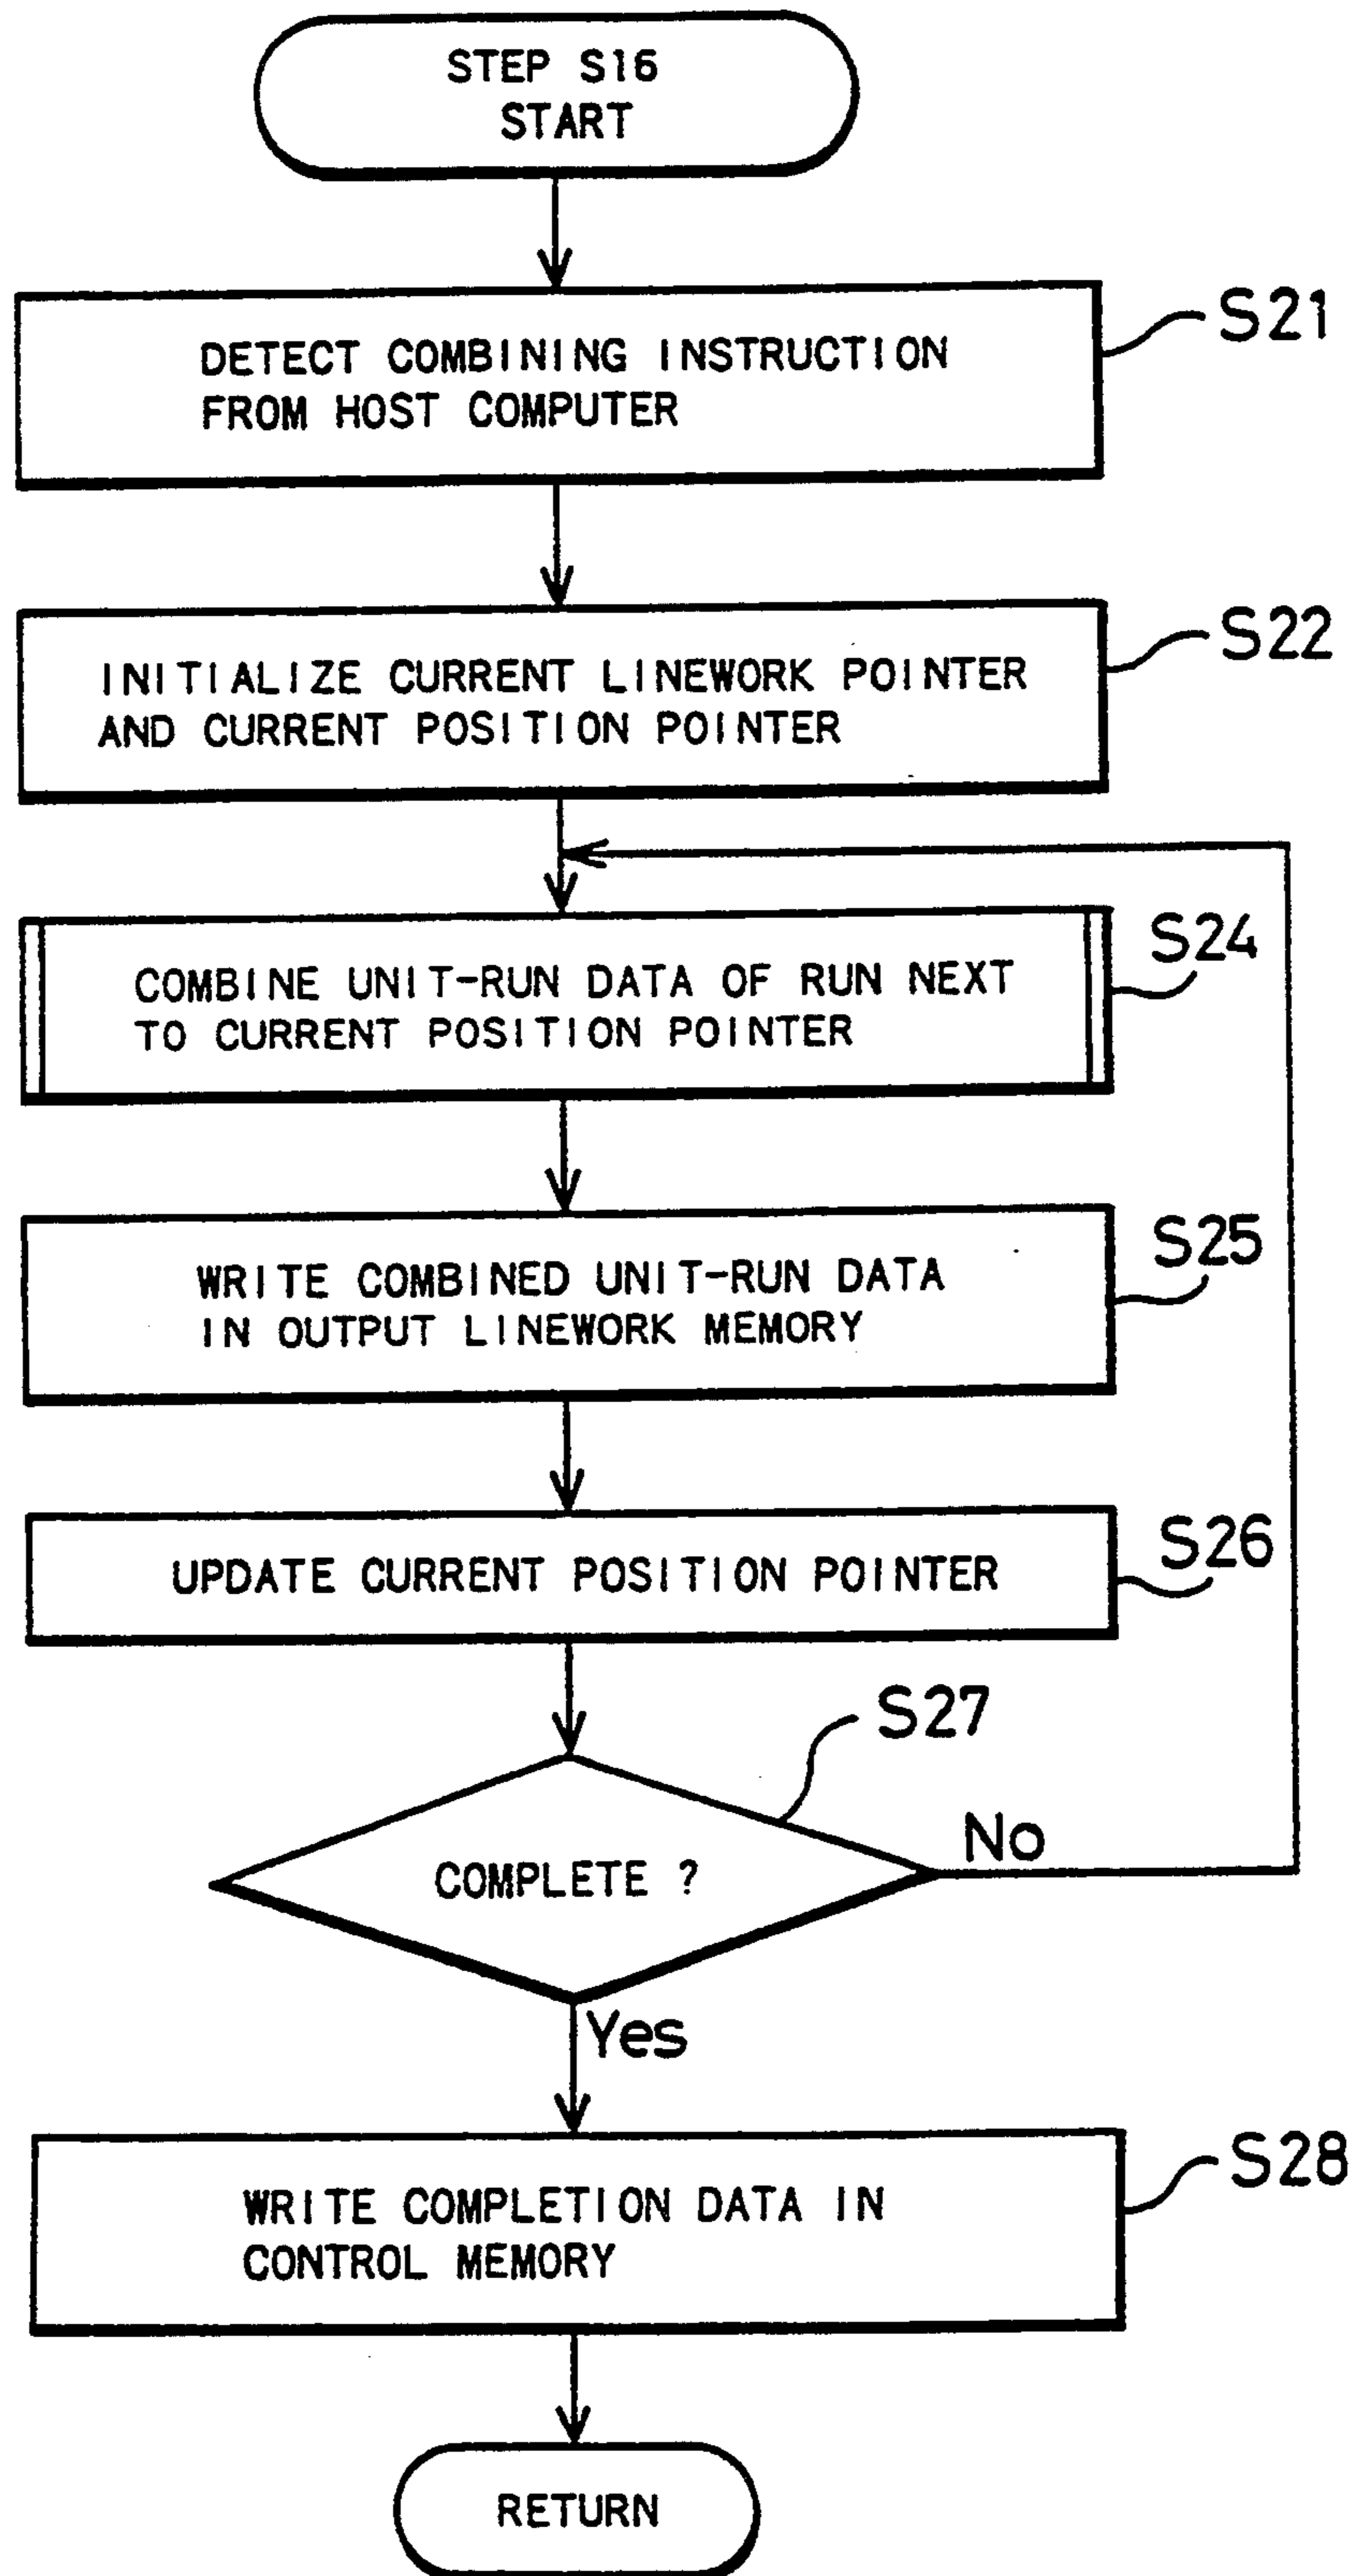 STEP S16
START
DETECT COMBINING INSTRUCTION
FROM HOST COMPUTER
S21
INITIALIZE CURRENT LINEWORK POINTER
AND CURRENT POSITION POINTER
S22
COMBINE UNIT-RUN DATA OF RUN NEXT
TO CURRENT POSITION POINTER
S24
WRITE COMBINED UNIT-RUN DATA
IN OUTPUT LINEWORK MEMORY
S25
UPDATE CURRENT POSITION POINTER
S26
S27
COMPLETE ?
No
Yes
WRITE COMPLETION DATA IN
CONTROL MEMORY
S28
RETURN